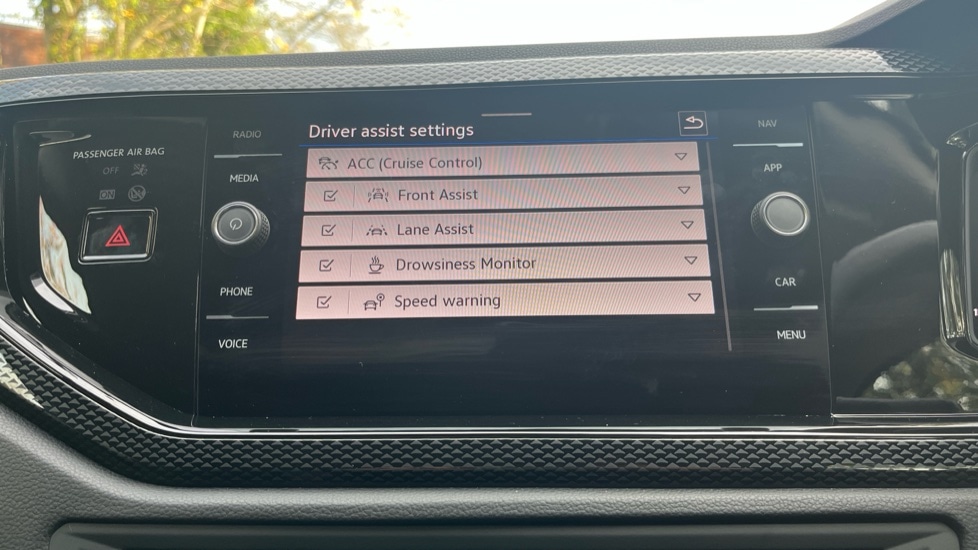 PASSENGER AIR BAG
OFF
RADIO
MEDIA
PHONE
VOICE
Driver assist settings
ACC (Cruise Control)
Front Assist
Lane Assist
Drowsiness Monitor
Speed warning
NAV
APP
CAR
MENU